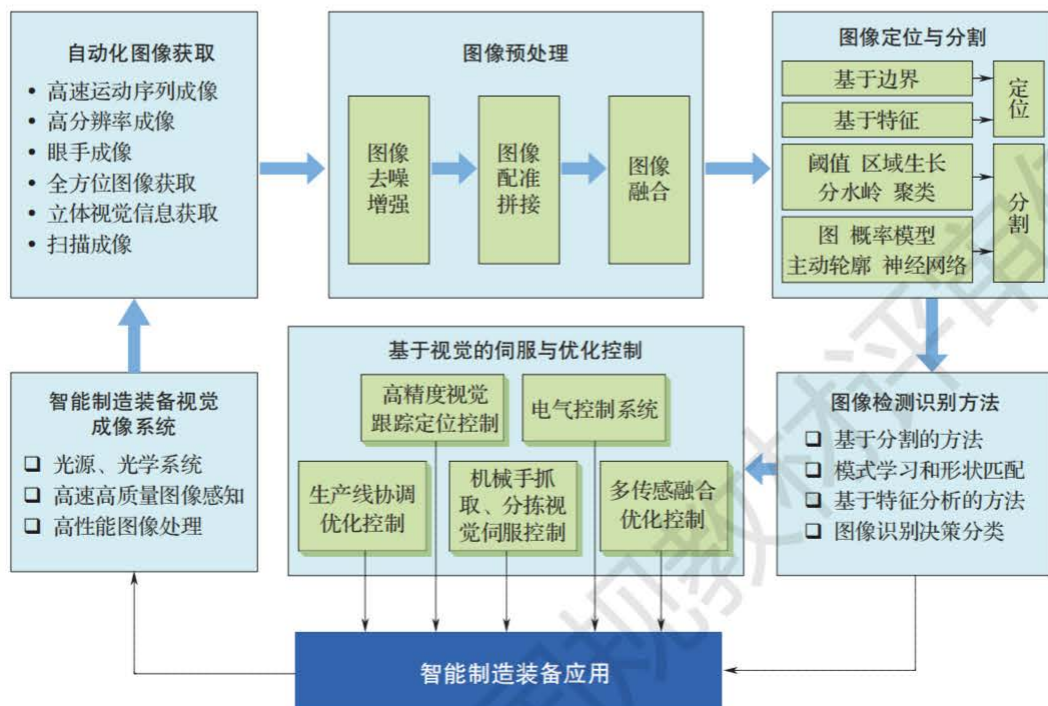 自动化图像获取
• 高速运动序列成像
• 高分辨率成像
• 眼手成像
• 全方位图像获取
• 立体视觉信息获取
• 扫描成像
图像预处理
图像
去噪
增强
图像
配准
拼接
图像
融合
图像定位与分割
基于边界
基于特征
定
位
阈值 区域生长
分水岭 聚类
图 概率模型
主动轮廓 神经网络
分
割
智能制造装备视觉
成像系统
❑ 光源、光学系统
❑ 高速高质量图像感知
❑ 高性能图像处理
基于视觉的伺服与优化控制
高精度视觉
跟踪定位控制
电气控制系统
生产线协调
优化控制
机械手抓
取、分拣视
觉伺服控制
多传感融合
优化控制
图像检测识别方法
❑ 基于分割的方法
❑ 模式学习和形状匹配
❑ 基于特征分析的方法
❑ 图像识别决策分类
智能制造装备应用
规教材评审